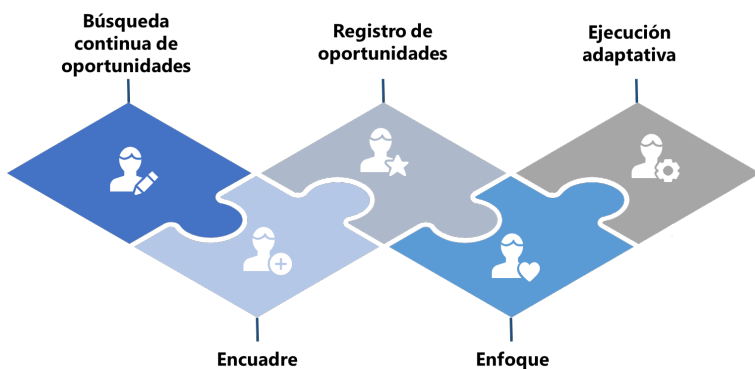 Búsqueda
continua de
oportunidades
Registro de
oportunidades
Ejecución
adaptativa
Encuadre
Enfoque